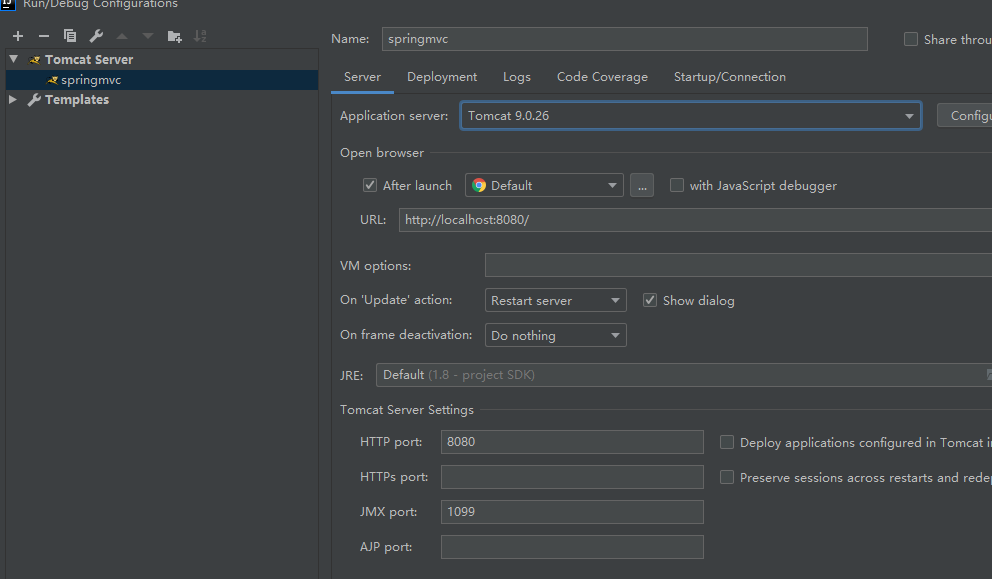 Run/Debug Configurations
Tomcat Server
springmvc
Templates
Name: springmvc
Share throu
Server Deployment Logs Code Coverage Startup/Connection
Application server: Tomcat 9.0.26 Configu
Open browser
After launch Default ... with JavaScript debugger
URL: http://localhost:8080/
VM options:
On 'Update' action: Restart server Show dialog
On frame deactivation: Do nothing
JRE: Default (1.8 - project SDK)
Tomcat Server Settings
HTTP port: 8080 Deploy applications configured in Tomcat in
HTTPs port: Preserve sessions across restarts and redep
JMX port: 1099
AJP port: